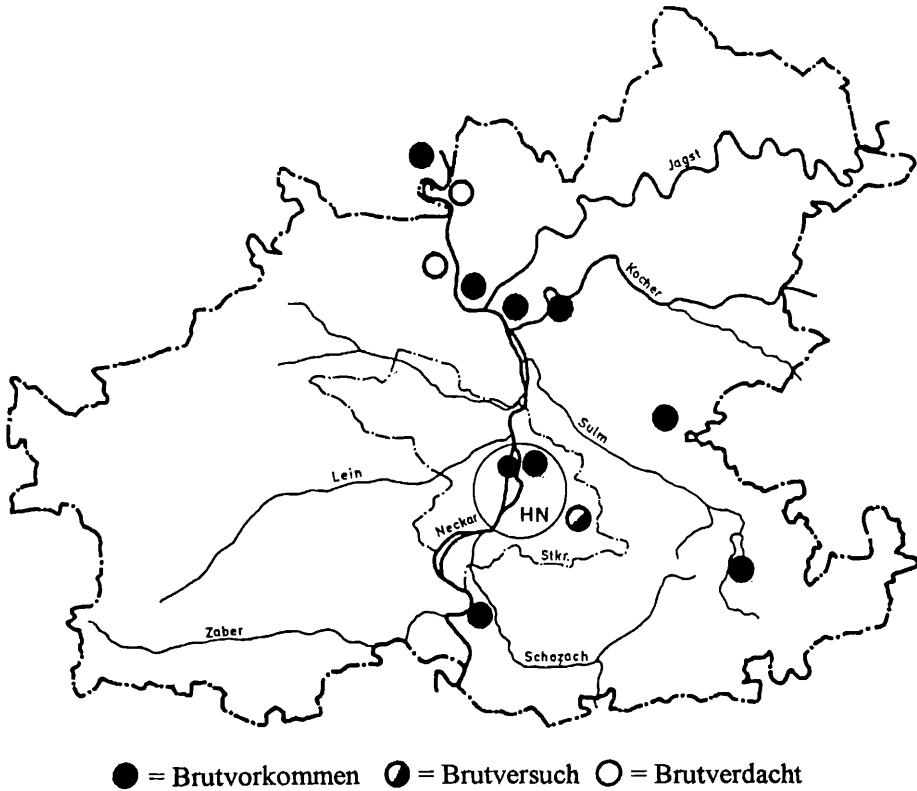 Jagst
Kocher
Sulm
Lein
Neckar
HN
Stkr.
Zaber
Schozach
= Brutvorkommen = Brutversuch = Brutverdacht